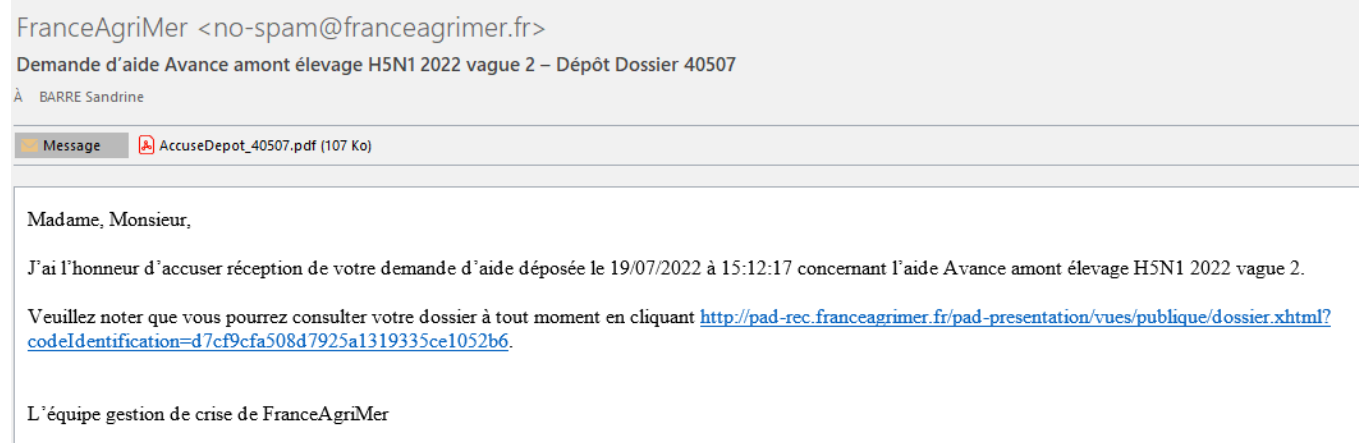 FranceAgriMer <no-spam@franceagrimer.fr>
Demande d’aide Avance amont élevage H5N1 2022 vague 2 – Dépôt Dossier 40507
À BARRE Sandrine
Message AccuseDepot_40507.pdf (107 Ko)
Madame, Monsieur,
J’ai l’honneur d’accuser réception de votre demande d’aide déposée le 19/07/2022 à 15:12:17 concernant l’aide Avance amont élevage H5N1 2022 vague 2.
Veuillez noter que vous pourrez consulter votre dossier à tout moment en cliquant http://pad-rec.franceagrimer.fr/pad-presentation/vues/publique/dossier.xhtml?
codeIdentification=d7cf9cfa508d7925a1319335ce1052b6.
L’équipe gestion de crise de FranceAgriMer